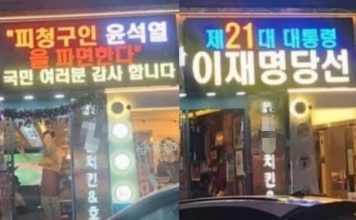 "피청구인 윤석열
을 파면한다"
국민 여러분 감사 합니다
치킨&호
제21대 대통령
이재명당선
치킨&호